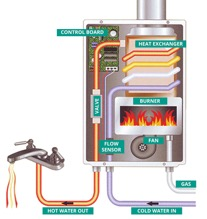 CONTROL BOARD
HEAT EXCHANGER
VALVE
BURNER
FLOW
SENSOR
FAN
GAS
HOT WATER OUT
COLD WATER IN